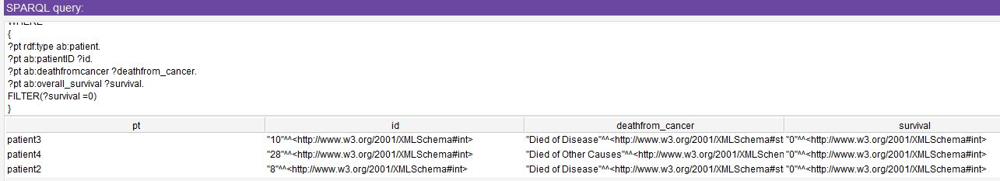 SPARQL query:
WHERE
{
?pt rdf:type ab:patient.
?pt ab:patientID ?id.
?pt ab:deathfromcancer ?deathfrom_cancer.
?pt ab:overall_survival ?survival.
FILTER(?survival =0)
}
pt id deathfrom_cancer survival
patient3 "10"^^<http://www.w3.org/2001/XMLSchema#int> "Died of Disease"^^<http://www.w3.org/2001/XMLSchema#st "0"^^<http://www.w3.org/2001/XMLSchema#int>
patient4 "28"^^<http://www.w3.org/2001/XMLSchema#int> "Died of Other Causes"^^<http://www.w3.org/2001/XMLSchen "0"^^<http://www.w3.org/2001/XMLSchema#int>
patient2 "8"^^<http://www.w3.org/2001/XMLSchema#int> "Died of Disease"^^<http://www.w3.org/2001/XMLSchema#st "0"^^<http://www.w3.org/2001/XMLSchema#int>